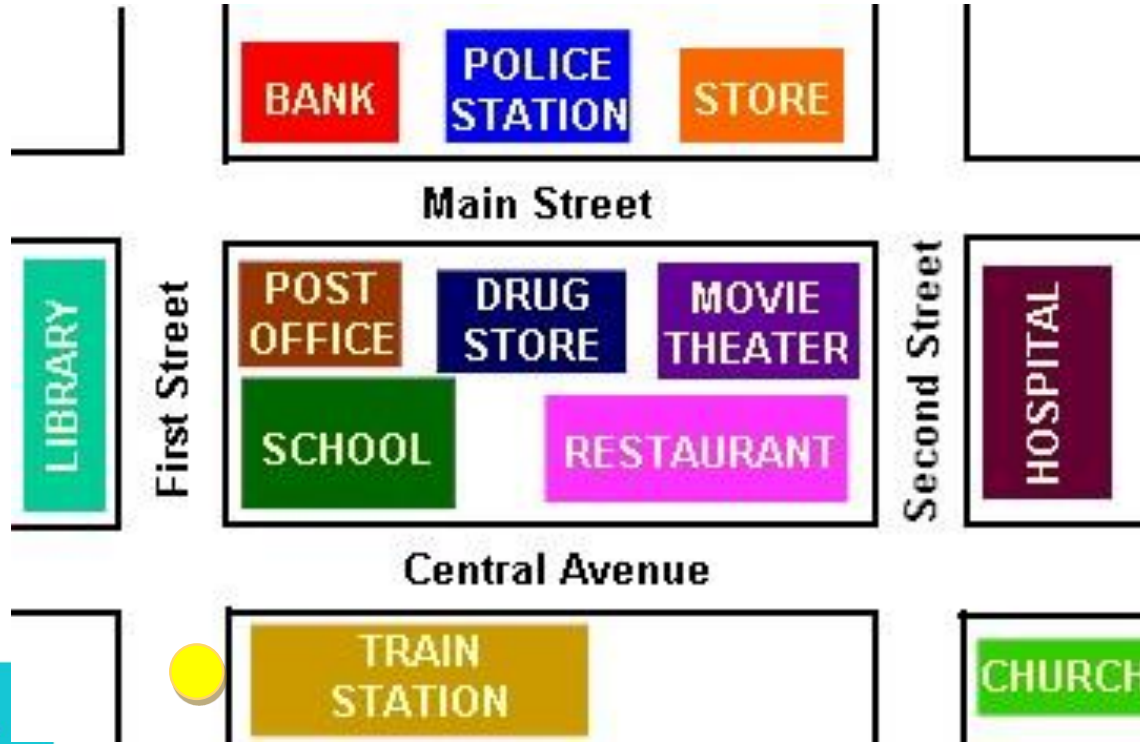 BANK
POLICE
STATION
STORE
Main Street
LIBRARY
First Street
POST
OFFICE
DRUG
STORE
MOVIE
THEATER
Second Street
HOSPITAL
SCHOOL
RESTAURANT
Central Avenue
TRAIN
STATION
CHURCH